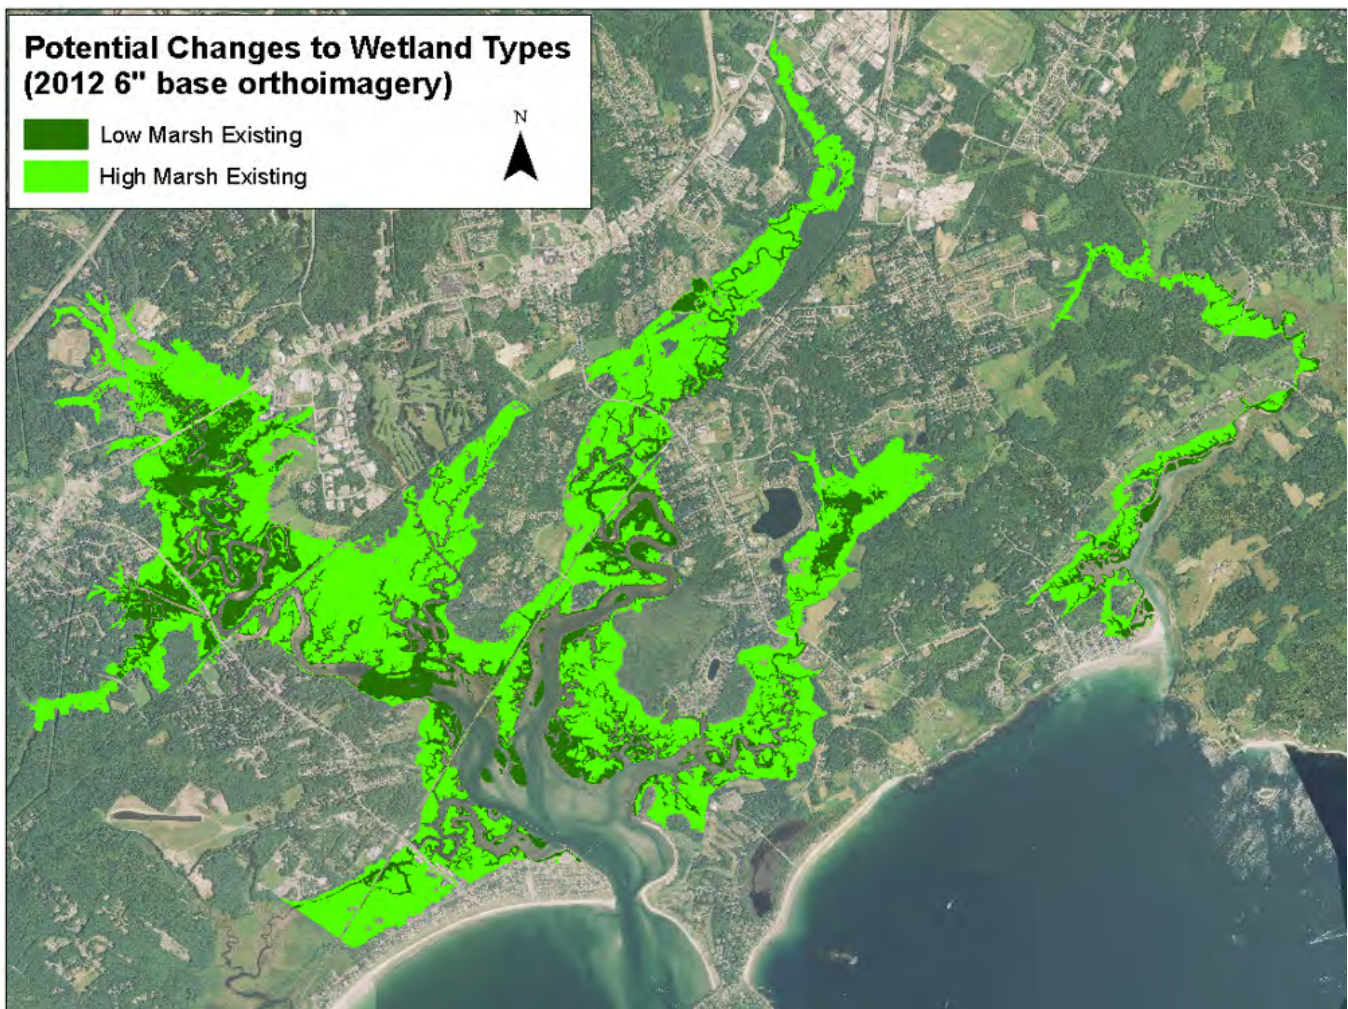 Potential Changes to Wetland Types
(2012 6" base orthoimagery)
N
Low Marsh Existing
High Marsh Existing